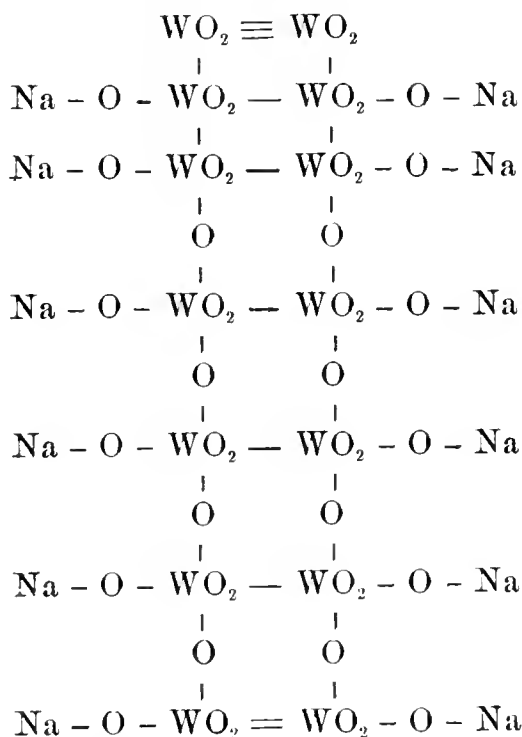 WO₂ ≡ WO₂
Na – O – WO₂ — WO₂ – O – Na
Na – O – WO₂ — WO₂ – O – Na
O O
Na – O – WO₂ — WO₂ – O – Na
O O
Na – O – WO₂ — WO₂ – O – Na
O O
Na – O – WO₂ — WO₂ – O – Na
O O
Na – O – WO₂ = WO₂ – O – Na